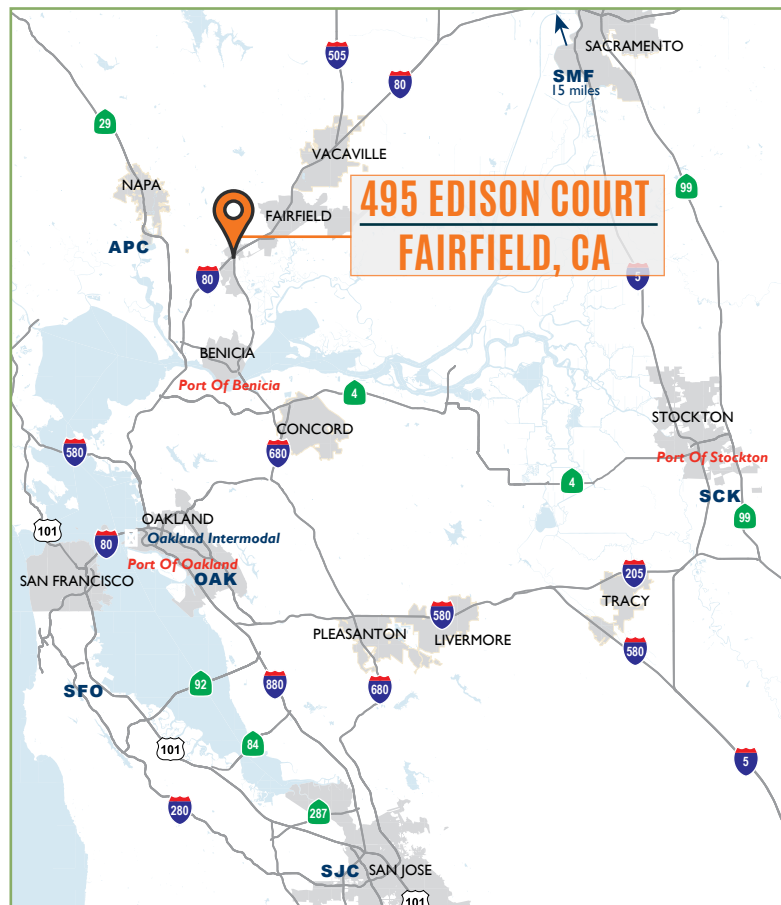 SACRAMENTO
505
80
SMF
15 miles
29
VACAVILLE
99
NAPA
FAIRFIELD
495 EDISON COURT
FAIRFIELD, CA
APC
80
5
BENICIA
Port Of Benicia
4
STOCKTON
CONCORD
580
680
Port Of Stockton
4
SCK
OAKLAND
99
101
Oakland Intermodal
80
Port Of Oakland
OAK
SAN FRANCISCO
205
TRACY
580
PLEASANTON
LIVERMORE
580
SFO
92
880
680
101
84
5
280
287
SJC
SAN JOSE
101